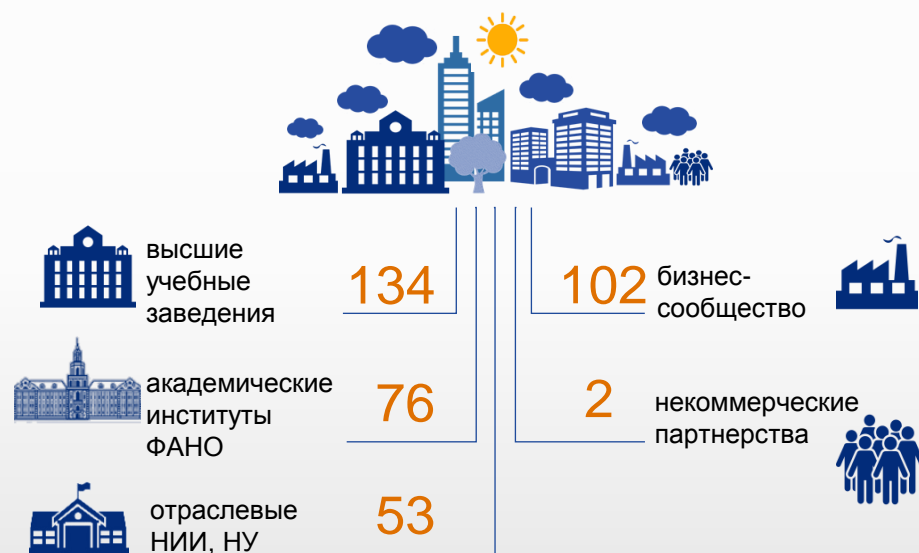 высшие
учебные
заведения
134
102
бизнес-
сообщество
академические
институты
ФАНО
76
2
некоммерческие
партнерства
отраслевые
НИИ, НУ
53